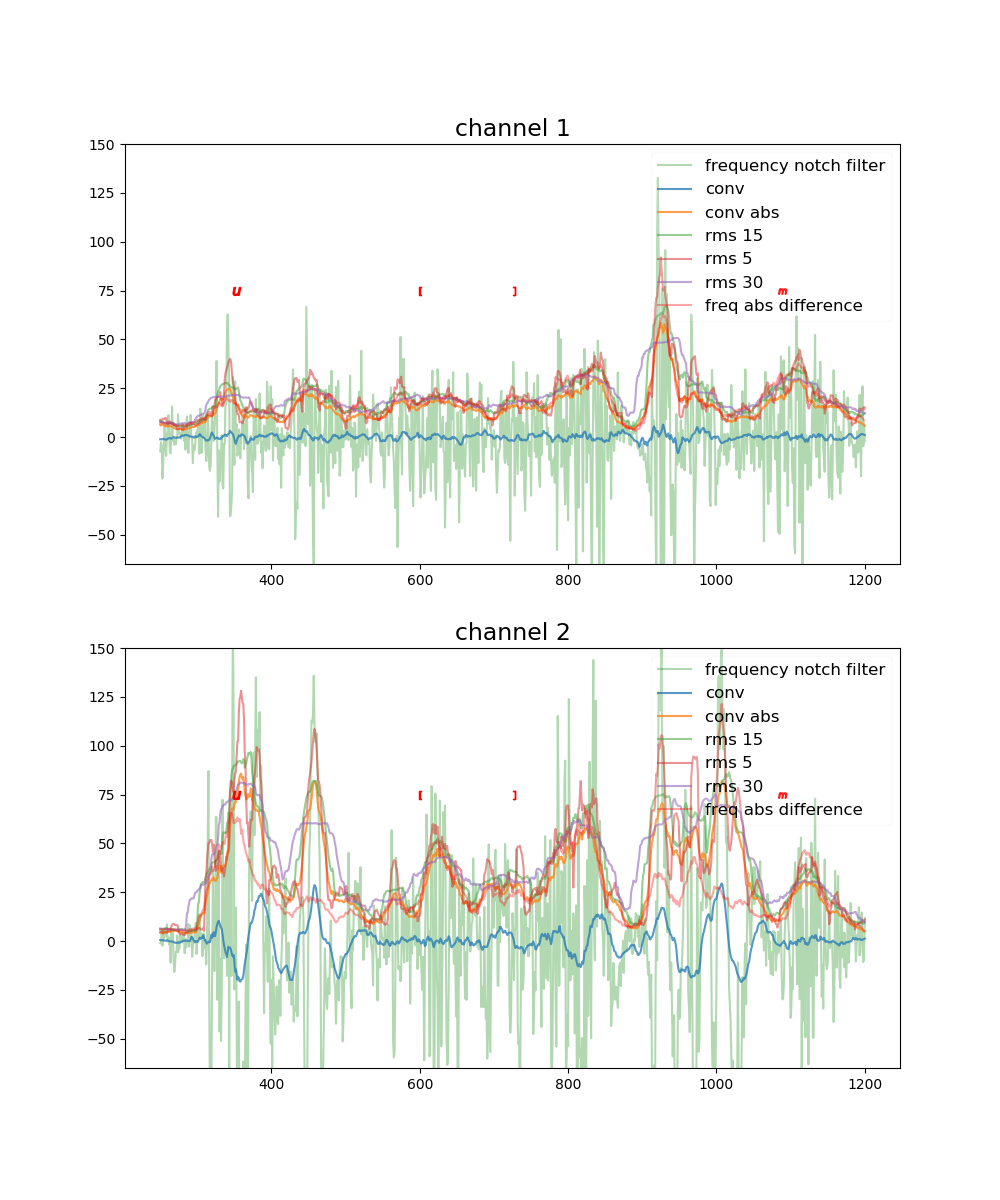 channel 1
150
125
100
75
50
25
0
−25
−50
frequency notch filter
conv
conv abs
rms 15
rms 5
rms 30
freq abs difference
u
[
]
m
400 600 800 1000 1200
channel 2
150
125
100
75
50
25
0
−25
−50
frequency notch filter
conv
conv abs
rms 15
rms 5
rms 30
freq abs difference
u
[
]
m
400 600 800 1000 1200